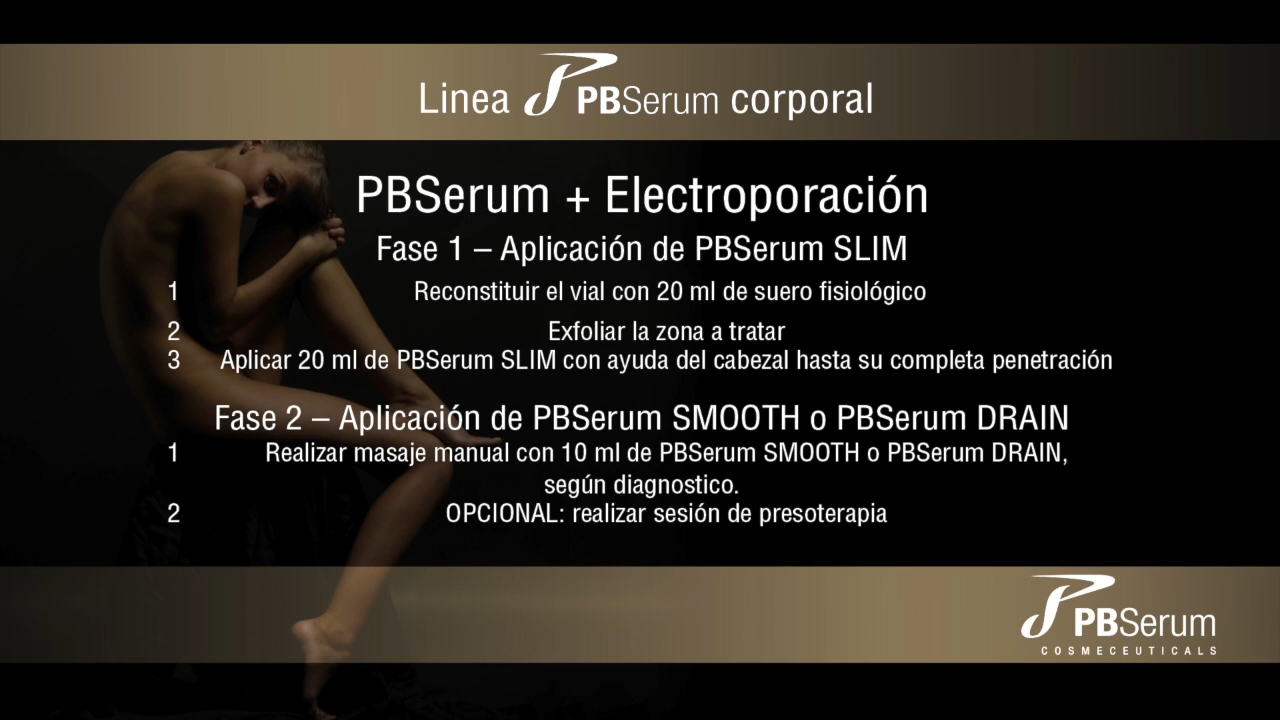 Linea PBSerum corporal
PBSerum + Electroporación
Fase 1 – Aplicación de PBSerum SLIM
1 Reconstituir el vial con 20 ml de suero fisiológico
2 Exfoliar la zona a tratar
3 Aplicar 20 ml de PBSerum SLIM con ayuda del cabezal hasta su completa penetración
Fase 2 – Aplicación de PBSerum SMOOTH o PBSerum DRAIN
1 Realizar masaje manual con 10 ml de PBSerum SMOOTH o PBSerum DRAIN,
según diagnostico.
2 OPCIONAL: realizar sesión de presoterapia
PBSerum
COSMECEUTICALS